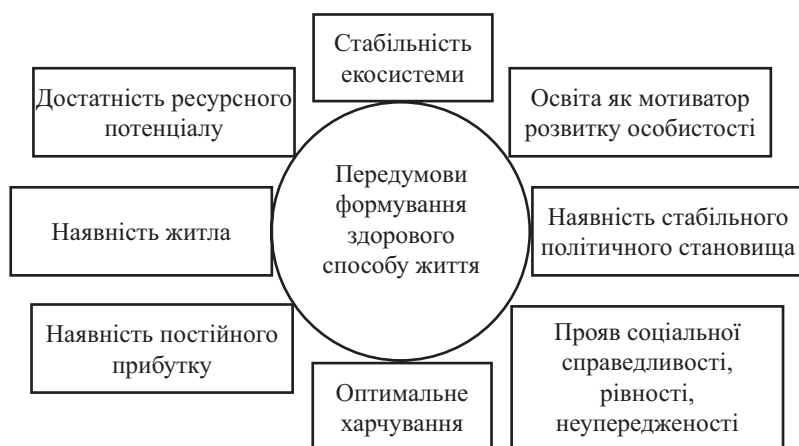 Стабільність
екосистеми
Достатність ресурсного
потенціалу
Освіта як мотиватор
розвитку особистості
Передумови
формування
здорового
способу життя
Наявність житла
Наявність стабільного
політичного становища
Наявність постійного
прибутку
Прояв соціальної
справедливості,
рівності,
неупередженості
Оптимальне
харчування